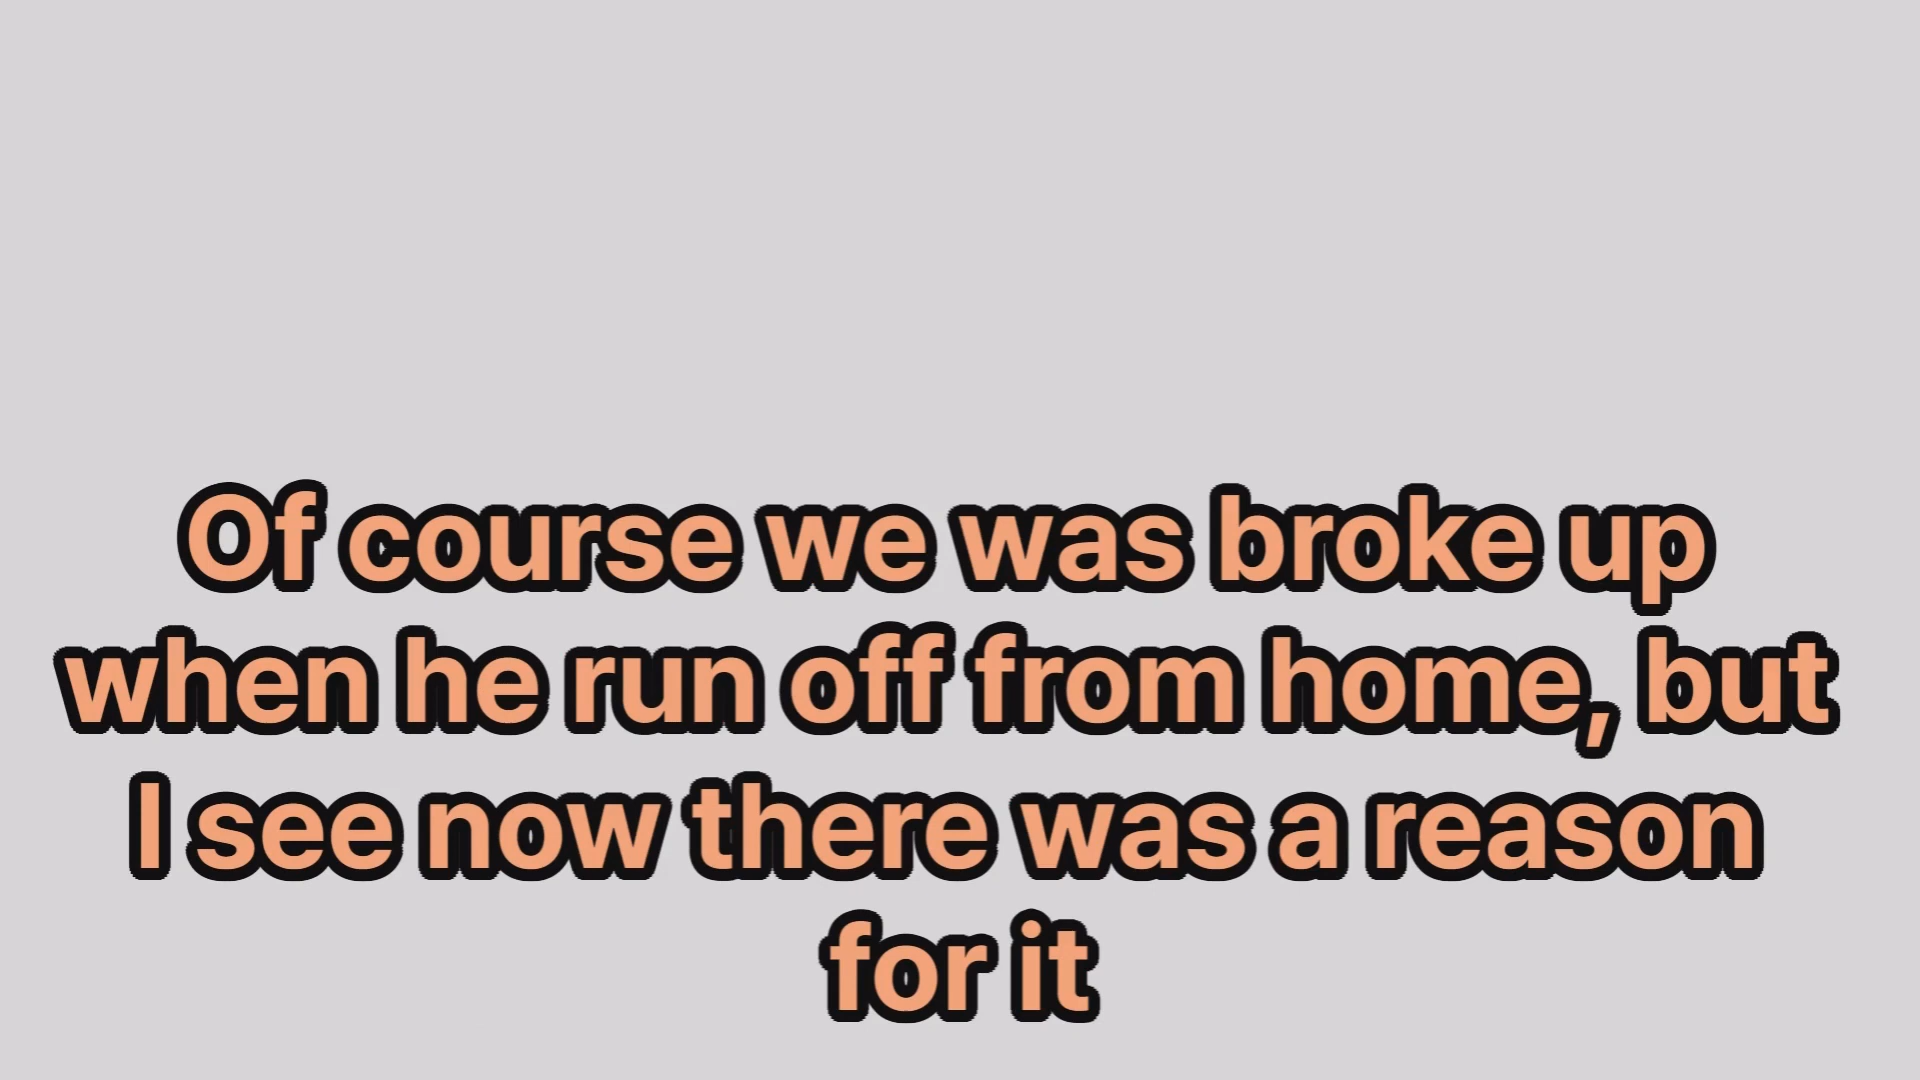 Of course we was broke up
when he run off from home, but
I see now there was a reason
for it